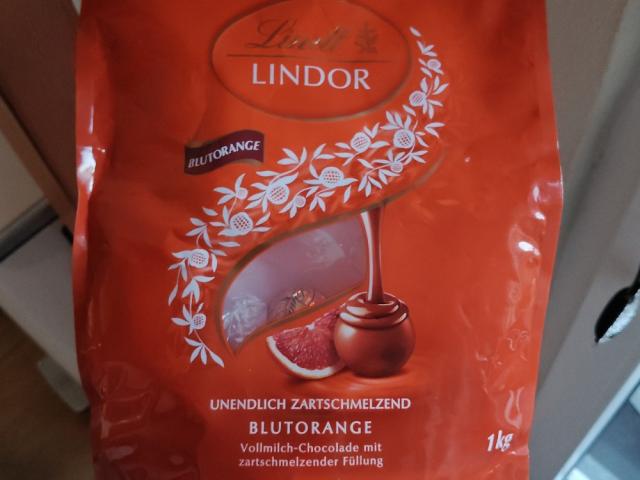 Lindt
LINDOR
BLUTORANGE
UNENDLICH ZARTSCHMELZEND
BLUTORANGE
Vollmilch-Chocolade mit
zartschmelzender Füllung
1kg